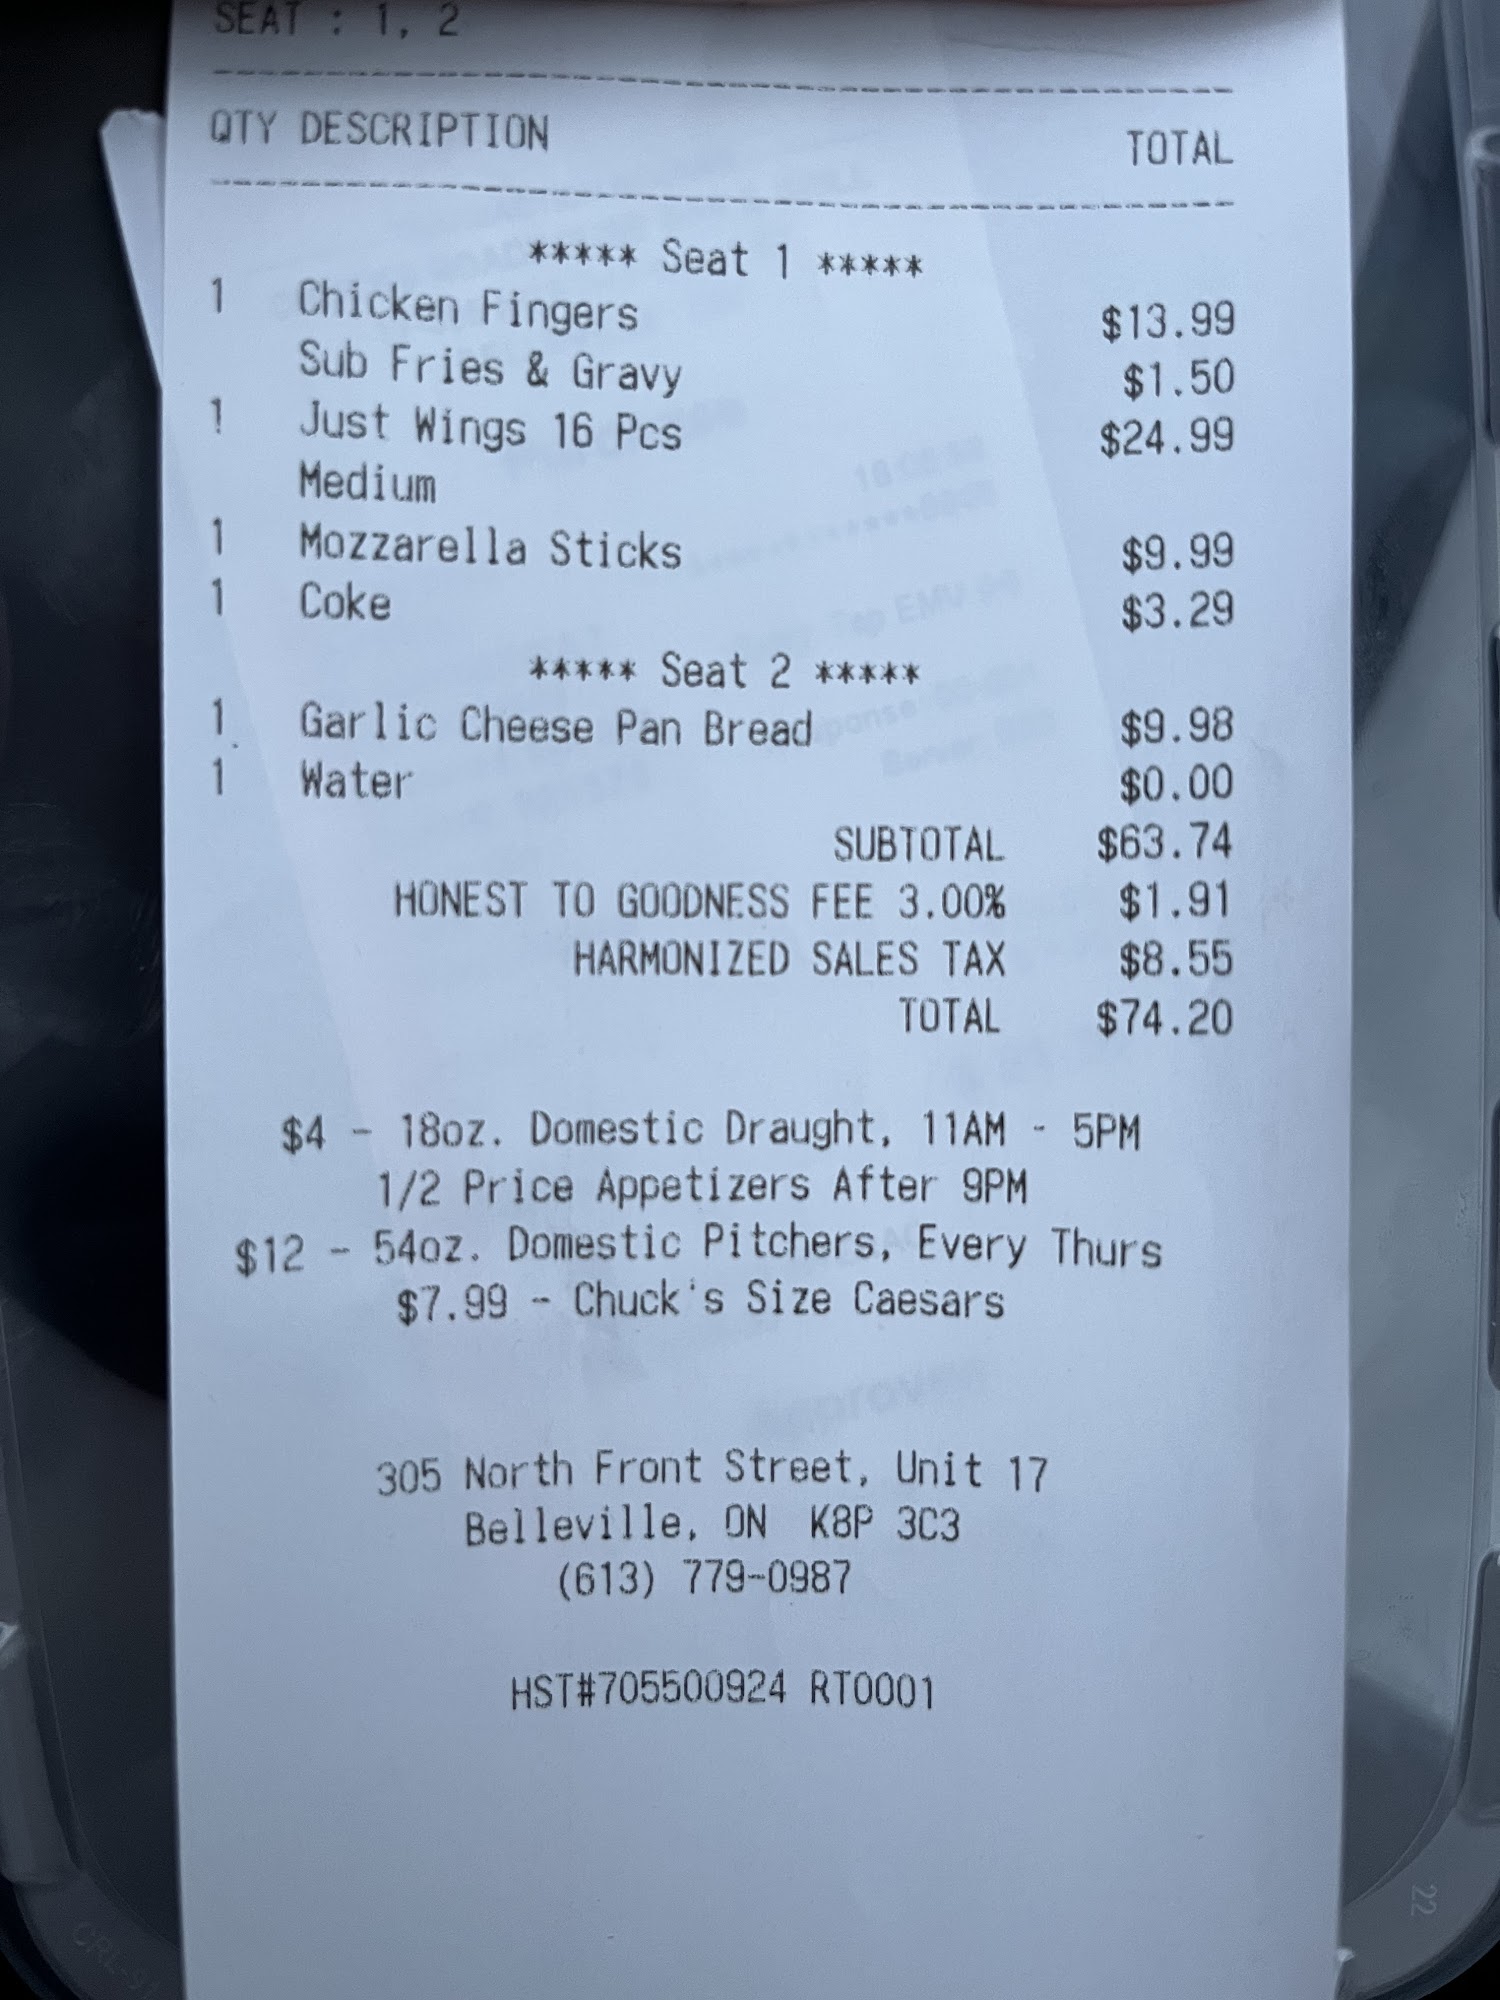 SEAT : 1, 2
QTY DESCRIPTION TOTAL
***** Seat 1 *****
1 Chicken Fingers $13.99
Sub Fries & Gravy $1.50
1 Just Wings 16 Pcs $24.99
Medium
1 Mozzarella Sticks $9.99
1 Coke $3.29
***** Seat 2 *****
1 Garlic Cheese Pan Bread $9.98
1 Water $0.00
SUBTOTAL $63.74
HONEST TO GOODNESS FEE 3.00% $1.91
HARMONIZED SALES TAX $8.55
TOTAL $74.20
$4 - 18oz. Domestic Draught, 11AM - 5PM
1/2 Price Appetizers After 9PM
$12 - 54oz. Domestic Pitchers, Every Thurs
$7.99 - Chuck's Size Caesars
305 North Front Street, Unit 17
Belleville, ON K8P 3C3
(613) 779-0987
HST#705500924 RT0001
22